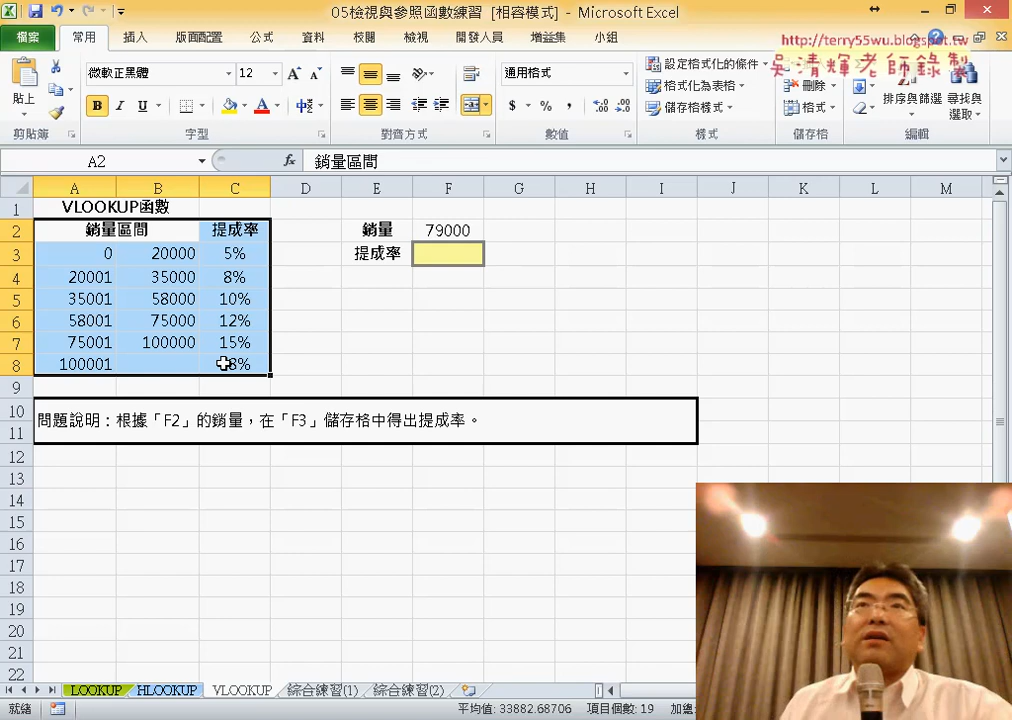 05檢視與參照函數練習 [相容模式] - Microsoft Excel
檔案 常用 插入 版面配置 公式 資料 校閱 檢視 開發人員 增益集 小組
http://terry55wu.blogspot.tw
吳清輝老師錄製
貼上
微軟正黑體 12
B I U
通用格式
$ % ,
設定格式化的條件
格式化為表格
儲存格樣式
刪除
格式
排序與篩選 尋找與
選取
剪貼簿 字型 對齊方式 數值 樣式 儲存格 編輯
A2 fx 銷量區間
A B C D E F G H I J K L M
1 VLOOKUP函數
2 銷量區間 提成率 銷量 79000
3 0 20000 5% 提成率
4 20001 35000 8%
5 35001 58000 10%
6 58001 75000 12%
7 75001 100000 15%
8 100001 8%
9
10
問題說明：根據「F2」的銷量，在「F3」儲存格中得出提成率。
11
12
13
14
15
16
17
18
19
20
21
22
LOOKUP HLOOKUP VLOOKUP 綜合練習(1) 綜合練習(2)
就緒 平均值: 33882.68706 項目個數: 19 加總: